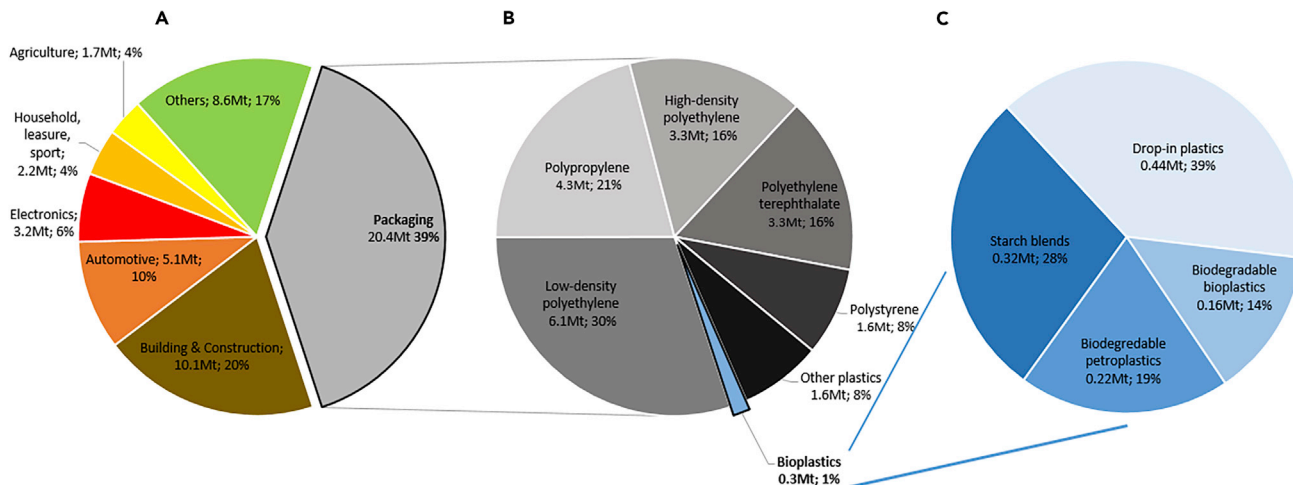 A
Agriculture; 1.7Mt; 4%
Others; 8.6Mt; 17%
Household,
leasure,
sport;
2.2Mt; 4%
Electronics;
3.2Mt; 6%
Automotive; 5.1Mt;
10%
Building & Construction;
10.1Mt; 20%
Packaging
20.4Mt 39%
B
High-density
polyethylene
3.3Mt; 16%
Polypropylene
4.3Mt; 21%
Polyethylene
terephthalate
3.3Mt; 16%
Low-density
polyethylene
6.1Mt; 30%
Polystyrene
1.6Mt; 8%
Other plastics
1.6Mt; 8%
Bioplastics
0.3Mt; 1%
C
Drop-in plastics
0.44Mt; 39%
Starch blends
0.32Mt; 28%
Biodegradable
bioplastics
0.16Mt; 14%
Biodegredable
petroplastics
0.22Mt; 19%